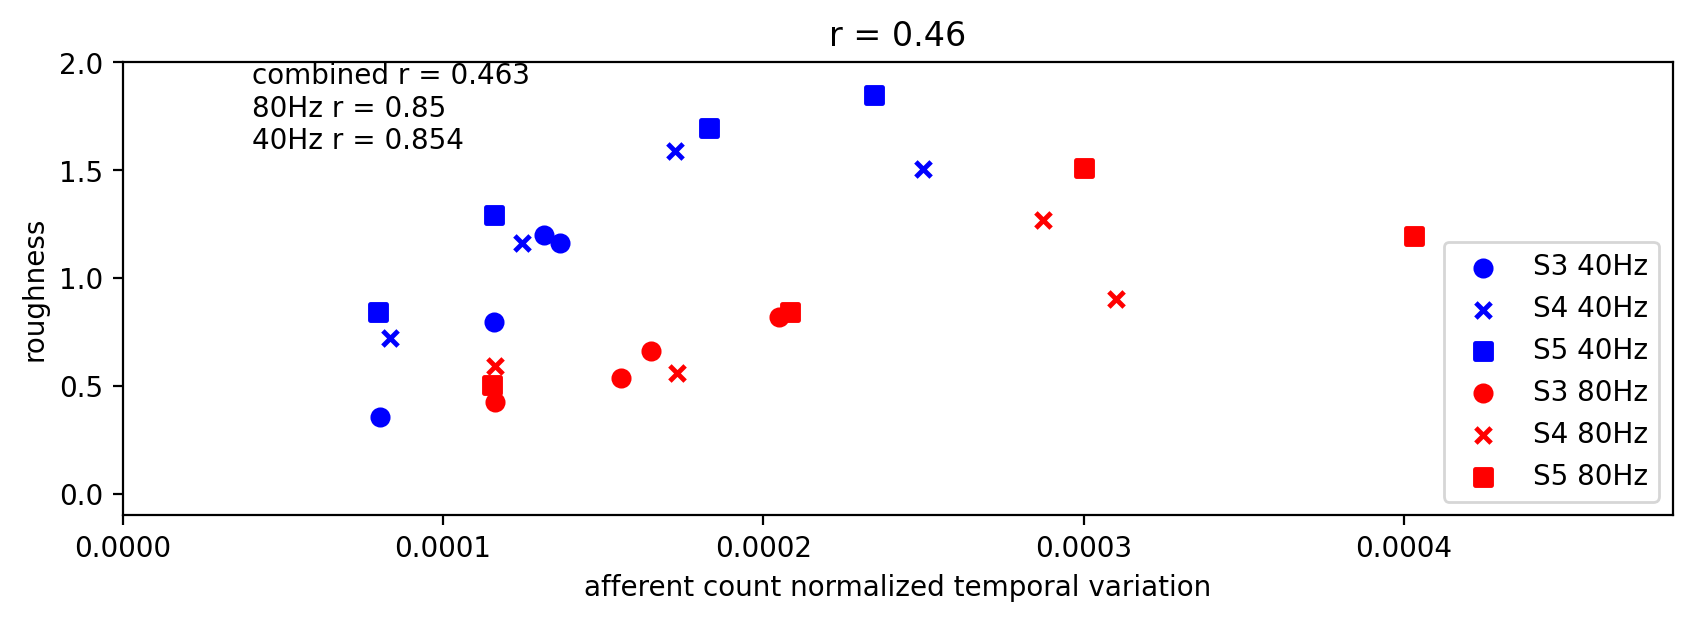 r = 0.46
combined r = 0.463
80Hz r = 0.85
40Hz r = 0.854
2.0
1.5
1.0
0.5
0.0
roughness
S3 40Hz
S4 40Hz
S5 40Hz
S3 80Hz
S4 80Hz
S5 80Hz
0.0000 0.0001 0.0002 0.0003 0.0004
afferent count normalized temporal variation